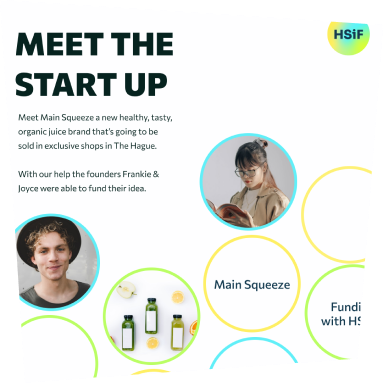 MEET THE
START UP
HSiF
Meet Main Squeeze a new healthy, tasty,
organic juice brand that's going to be
sold in exclusive shops in The Hague.
With our help the founders Frankie &
Joyce were able to fund their idea.
Main Squeeze
Fundi
with HS